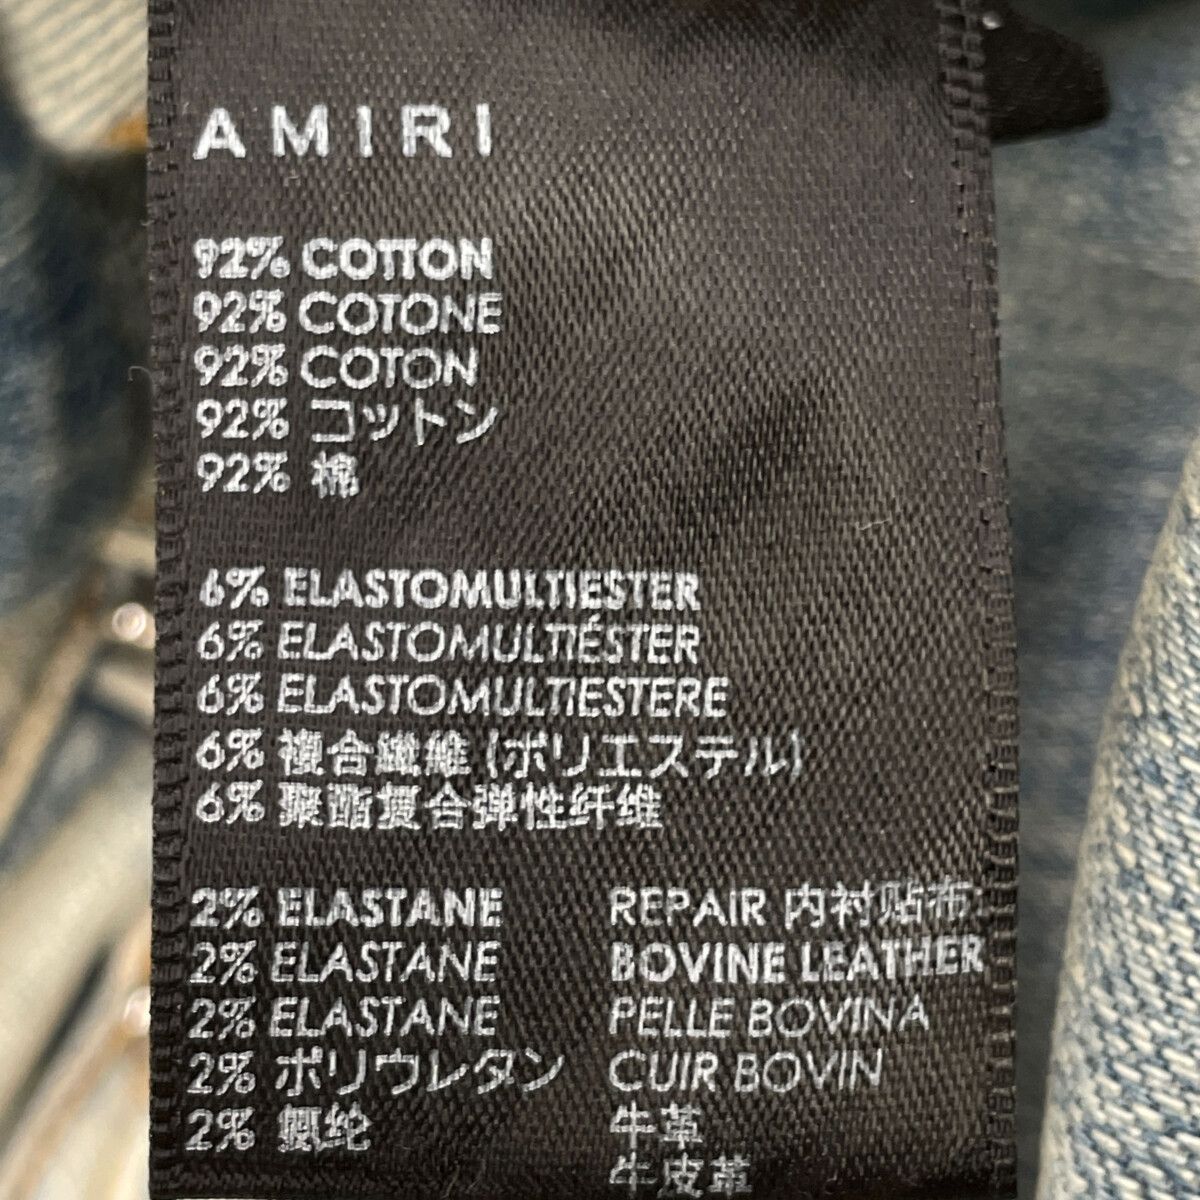 AMIRI
92% COTTON
92% COTONE
92% COTON
92% コットン
92% 棉
6% ELASTOMULTIESTER
6% ELASTOMULTIÉSTER
6% ELASTOMULTIESTERE
6% 複合繊維 (ポリエステル)
6% 聚酯复合弹性纤维
2% ELASTANE
2% ELASTANE
2% ELASTANE
2% ポリウレタン
2% 氨纶
REPAIR 内衬贴布:
BOVINE LEATHER
PELLE BOVINA
CUIR BOVIN
牛革
牛皮革